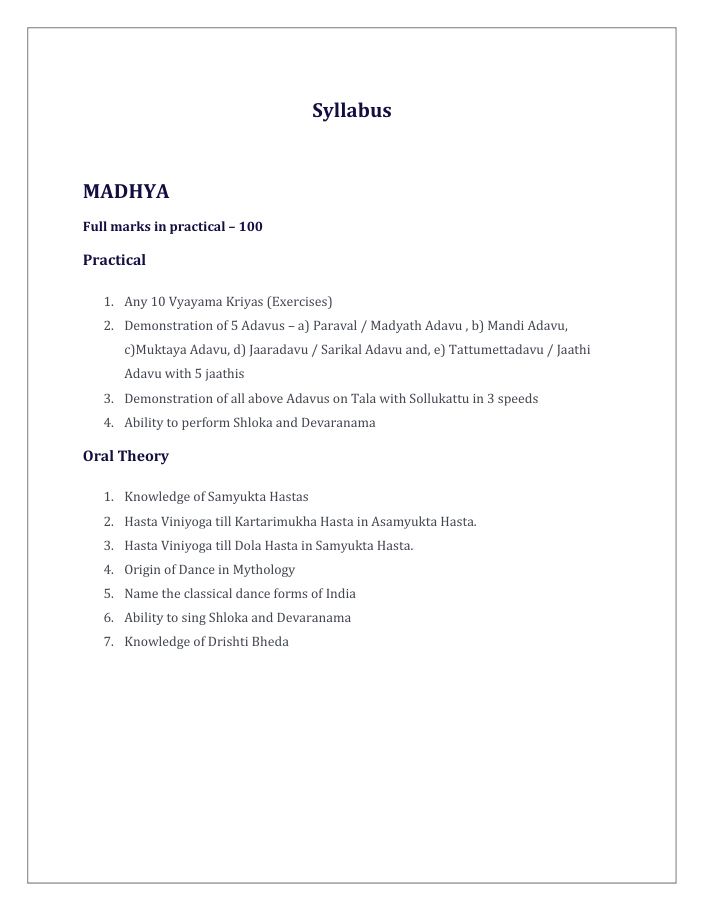 Syllabus
MADHYA
Full marks in practical – 100
Practical
1. Any 10 Vyayama Kriyas (Exercises)
2. Demonstration of 5 Adavus – a) Paraval / Madyath Adavu , b) Mandi Adavu,
c)Muktaya Adavu, d) Jaaradavu / Sarikal Adavu and, e) Tattumettadavu / Jaathi
Adavu with 5 jaathis
3. Demonstration of all above Adavus on Tala with Sollukattu in 3 speeds
4. Ability to perform Shloka and Devaranama
Oral Theory
1. Knowledge of Samyukta Hastas
2. Hasta Viniyoga till Kartarimukha Hasta in Asamyukta Hasta.
3. Hasta Viniyoga till Dola Hasta in Samyukta Hasta.
4. Origin of Dance in Mythology
5. Name the classical dance forms of India
6. Ability to sing Shloka and Devaranama
7. Knowledge of Drishti Bheda